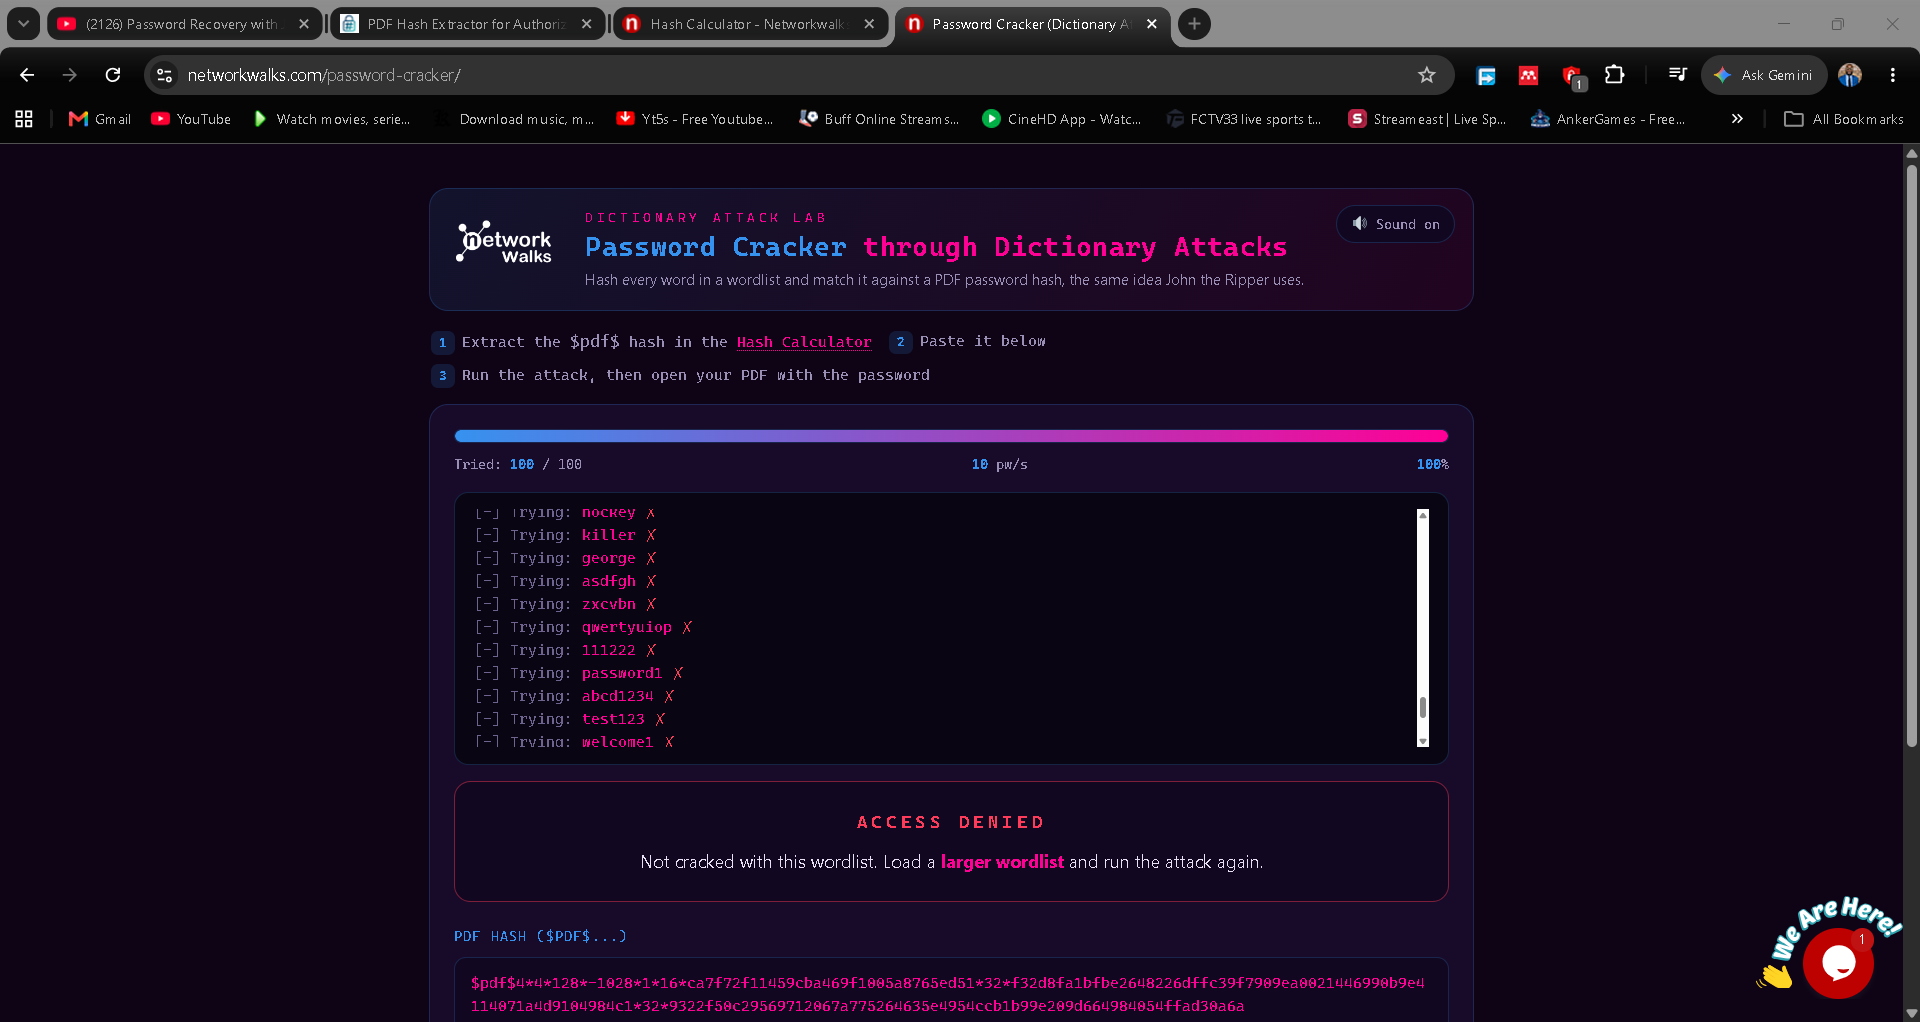 (2126) Password Recovery with
PDF Hash Extractor for Authoriz
Hash Calculator - Networkwalk
Password Cracker (Dictionary A
networkwalks.com/password-cracker/
1
Ask Gemini
Gmail
YouTube
Watch movies, serie...
Download music, m...
Yt5s - Free Youtube...
Buff Online Streams...
CineHD App - Watc...
FCTV33 live sports t...
Streameast | Live Sp...
AnkerGames - Free...
All Bookmarks
network
Walks
DICTIONARY ATTACK LAB
Password Cracker through Dictionary Attacks
Hash every word in a wordlist and match it against a PDF password hash, the same idea John the Ripper uses.
Sound on
1 Extract the $pdf$ hash in the Hash Calculator 2 Paste it below
3 Run the attack, then open your PDF with the password
Tried: 100 / 100 10 pw/s 100%
[-] Trying: hockey ✗
[-] Trying: killer ✗
[-] Trying: george ✗
[-] Trying: asdfgh ✗
[-] Trying: zxcvbn ✗
[-] Trying: qwertyuiop ✗
[-] Trying: 111222 ✗
[-] Trying: password1 ✗
[-] Trying: abcd1234 ✗
[-] Trying: test123 ✗
[-] Trying: welcome1 ✗
ACCESS DENIED
Not cracked with this wordlist. Load a larger wordlist and run the attack again.
PDF HASH ($PDF$...)
$pdf$4*4*128*-1028*1*16*ca7f72f11459cba469f1005a8765ed51*32*f32d8fa1bfbe2648226dffc39f7909ea0021446990b9e4
114071a4d9104984c1*32*9322f50c29569712067a775264635e4954ccb1b99e209d664984054ffad30a6a
We Are Here!
1